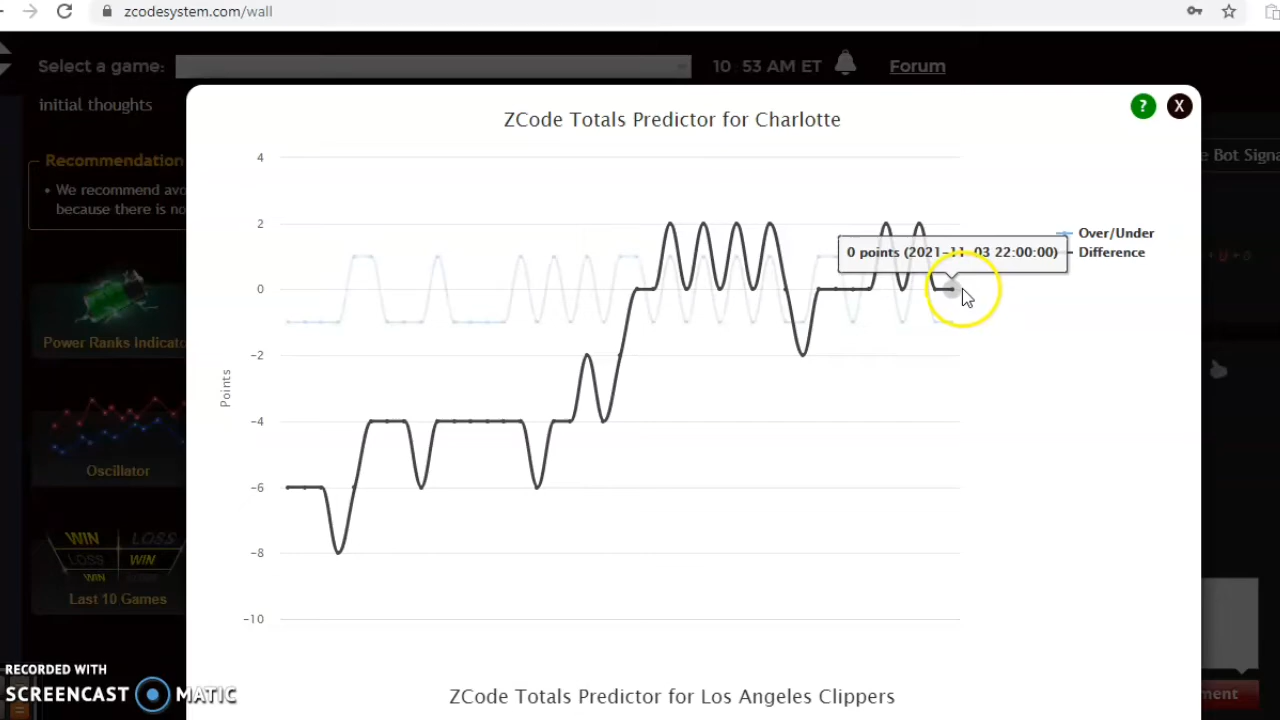 zcodesystem.com/wall
Select a game:
10 53 AM ET
Forum
initial thoughts
ZCode Totals Predictor for Charlotte
?
X
Recommendation
We recommend avo
because there is no
e Bot Signa
4
2
0
-2
-4
-6
-8
-10
Points
0 points (2021-11-03 22:00:00)
Over/Under
Difference
Power Ranks Indicato
Oscillator
WIN LOSS
LOSS WIN
WIN
Last 10 Games
RECORDED WITH
SCREENCAST MATIC
ZCode Totals Predictor for Los Angeles Clippers
ment